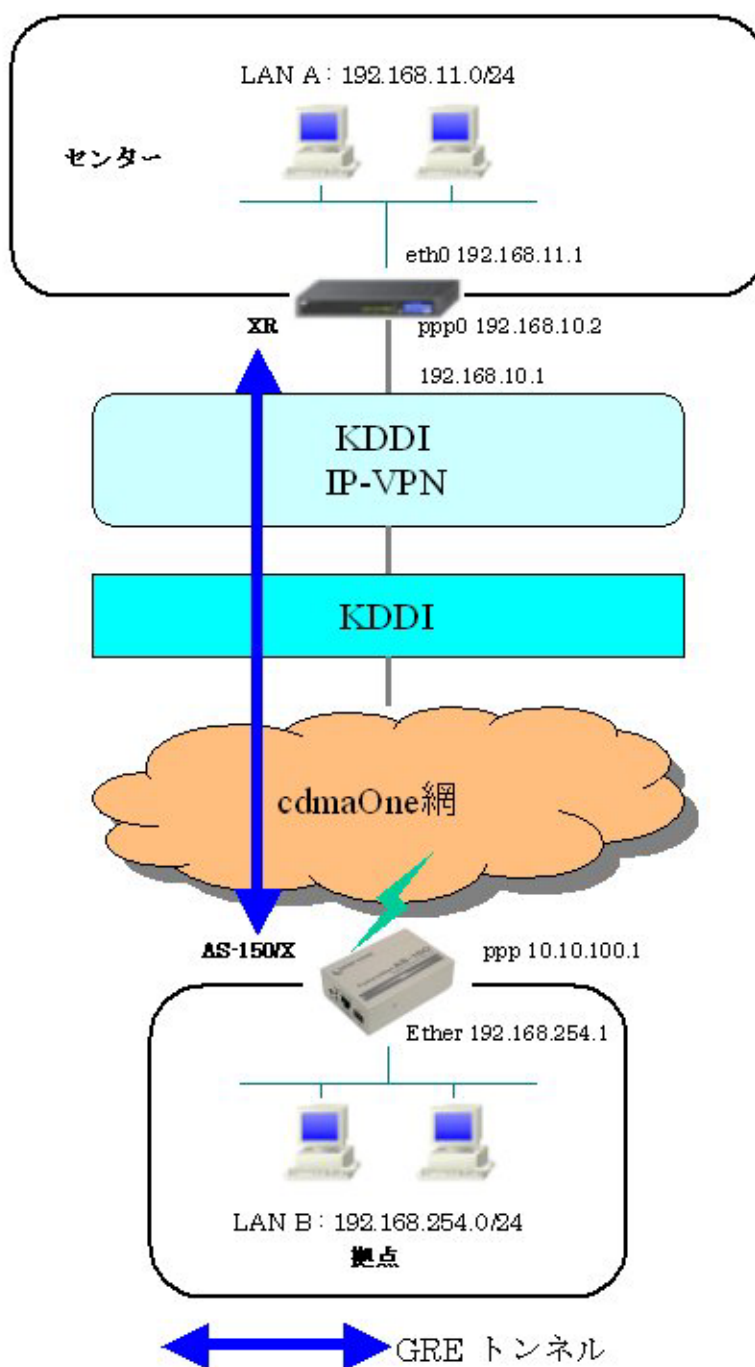 LAN A : 192.168.11.0/24
センター
eth0 192.168.11.1
XR
ppp0 192.168.10.2
192.168.10.1
KDDI
IP-VPN
KDDI
cdmaOne網
AS-150/X
ppp 10.10.100.1
AS-150
Ether 192.168.254.1
LAN B : 192.168.254.0/24
拠点
GRE トンネル